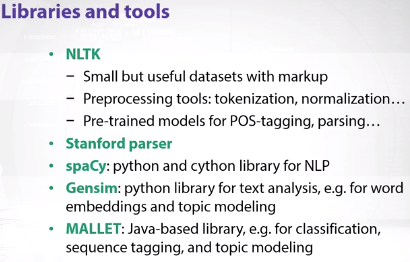 Libraries and tools
• NLTK
– Small but useful datasets with markup
– Preprocessing tools: tokenization, normalization…
– Pre-trained models for POS-tagging, parsing…
• Stanford parser
• spaCy: python and cython library for NLP
• Gensim: python library for text analysis, e.g. for word
embeddings and topic modeling
• MALLET: Java-based library, e.g. for classification,
sequence tagging, and topic modeling